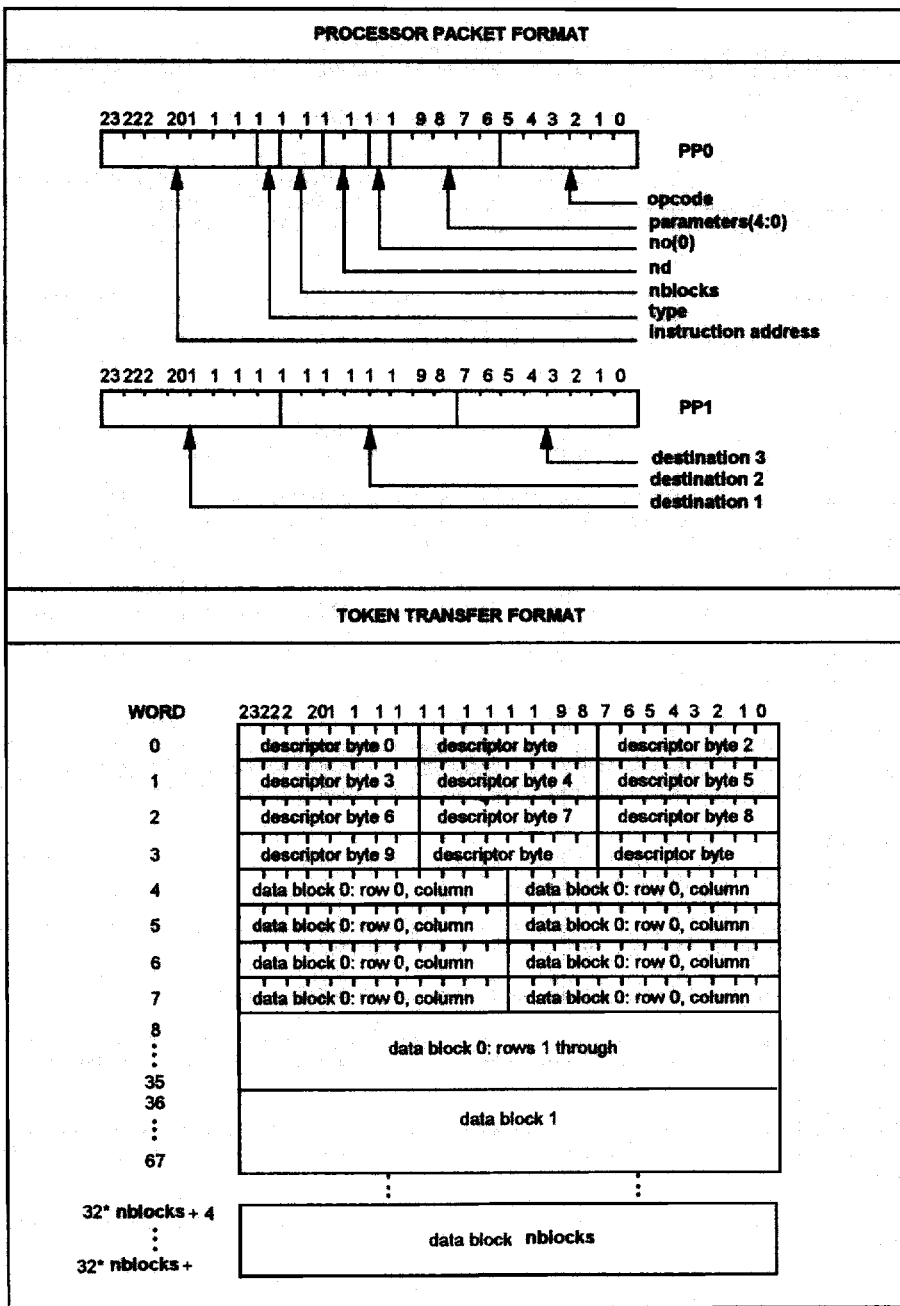 PROCESSOR PACKET FORMAT
23 222 201 1 1 1 1 1 1 1 1 1 1 9 8 7 6 5 4 3 2 1 0
PP0
opcode
parameters(4:0)
no(0)
nd
nblocks
type
instruction address
23 222 201 1 1 1 1 1 1 1 1 1 9 8 7 6 5 4 3 2 1 0
PP1
destination 3
destination 2
destination 1
TOKEN TRANSFER FORMAT
WORD 23222 201 1 1 1 1 1 1 1 1 1 9 8 7 6 5 4 3 2 1 0
0 descriptor byte 0 descriptor byte descriptor byte 2
1 descriptor byte 3 descriptor byte 4 descriptor byte 5
2 descriptor byte 6 descriptor byte 7 descriptor byte 8
3 descriptor byte 9 descriptor byte descriptor byte
4 data block 0: row 0, column data block 0: row 0, column
5 data block 0: row 0, column data block 0: row 0, column
6 data block 0: row 0, column data block 0: row 0, column
7 data block 0: row 0, column data block 0: row 0, column
8
data block 0: rows 1 through
35
36
data block 1
67
32* nblocks + 4
data block nblocks
32* nblocks +